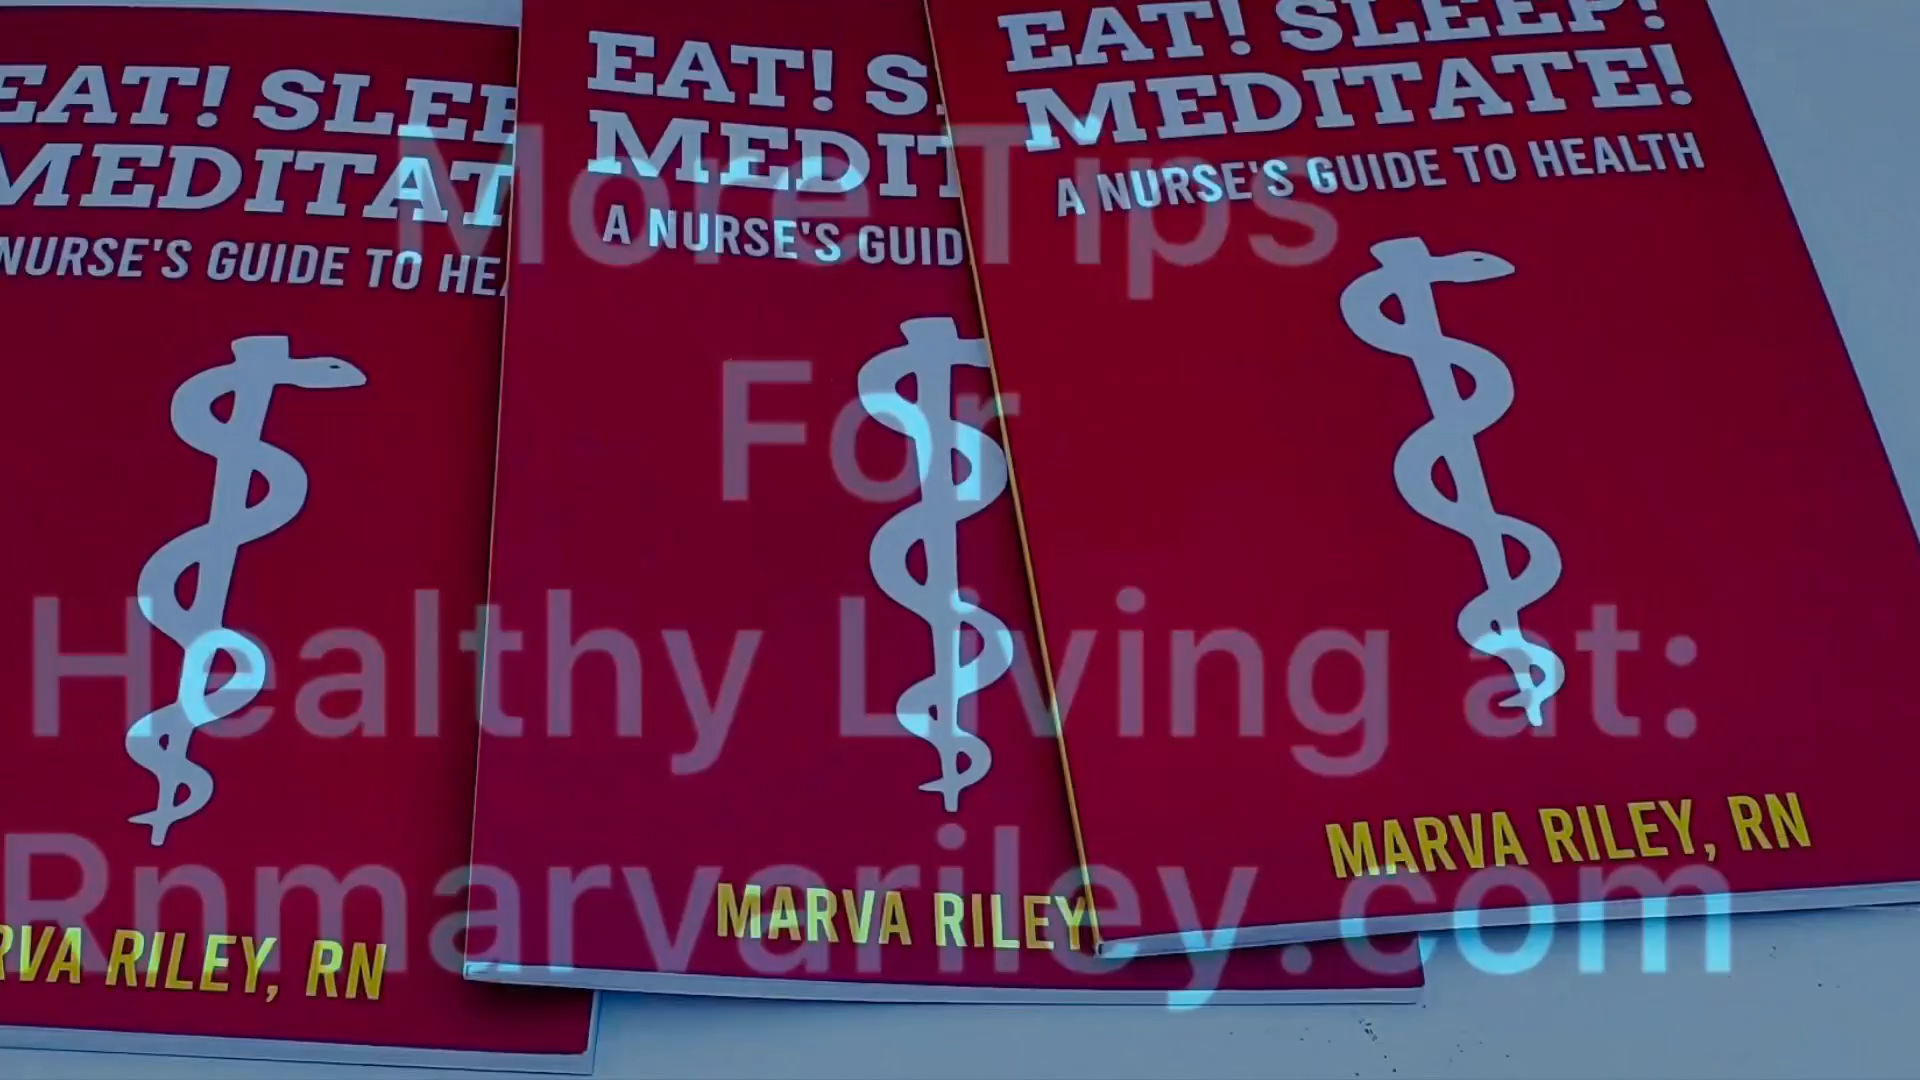 EAT! SLEE
MEDITAT
NURSE'S GUIDE TO HEA
RVA RILEY, RN
EAT! S
MEDIT
A NURSE'S GUID
MARVA RILEY
EAT! SLEEP!
MEDITATE!
A NURSE'S GUIDE TO HEALTH
MARVA RILEY, RN
More Tips
For
Healthy Living at:
Rnmarvariley.com